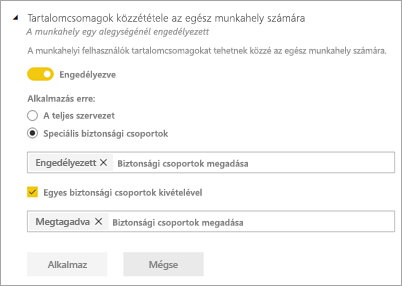 Tartalomcsomagok közzététele az egész munkahely számára
A munkahely egy alegységénél engedélyezett
A munkahelyi felhasználók tartalomcsomagokat tehetnek közzé az egész munkahely számára.
Engedélyezve
Alkalmazás erre:
A teljes szervezet
Speciális biztonsági csoportok
Engedélyezett Biztonsági csoportok megadása
Egyes biztonsági csoportok kivételével
Megtagadva Biztonsági csoportok megadása
Alkalmaz Mégse